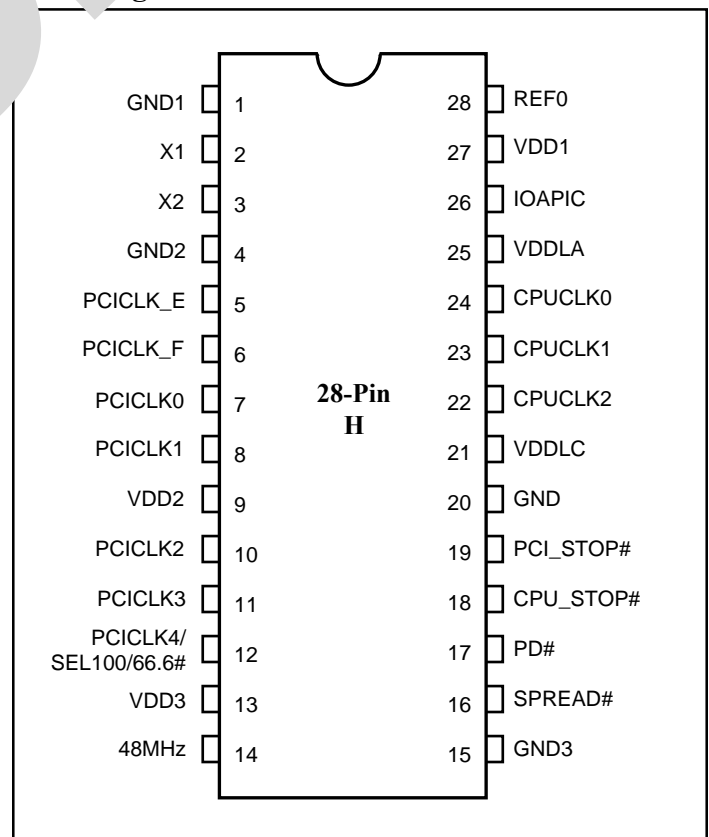 GND1 1 28 REF0
X1 2 27 VDD1
X2 3 26 IOAPIC
GND2 4 25 VDDLA
PCICLK_E 5 24 CPUCLK0
PCICLK_F 6 23 CPUCLK1
PCICLK0 7 28-Pin 22 CPUCLK2
H
PCICLK1 8 21 VDDLC
VDD2 9 20 GND
PCICLK2 10 19 PCI_STOP#
PCICLK3 11 18 CPU_STOP#
PCICLK4/
SEL100/66.6# 12 17 PD#
VDD3 13 16 SPREAD#
48MHz 14 15 GND3